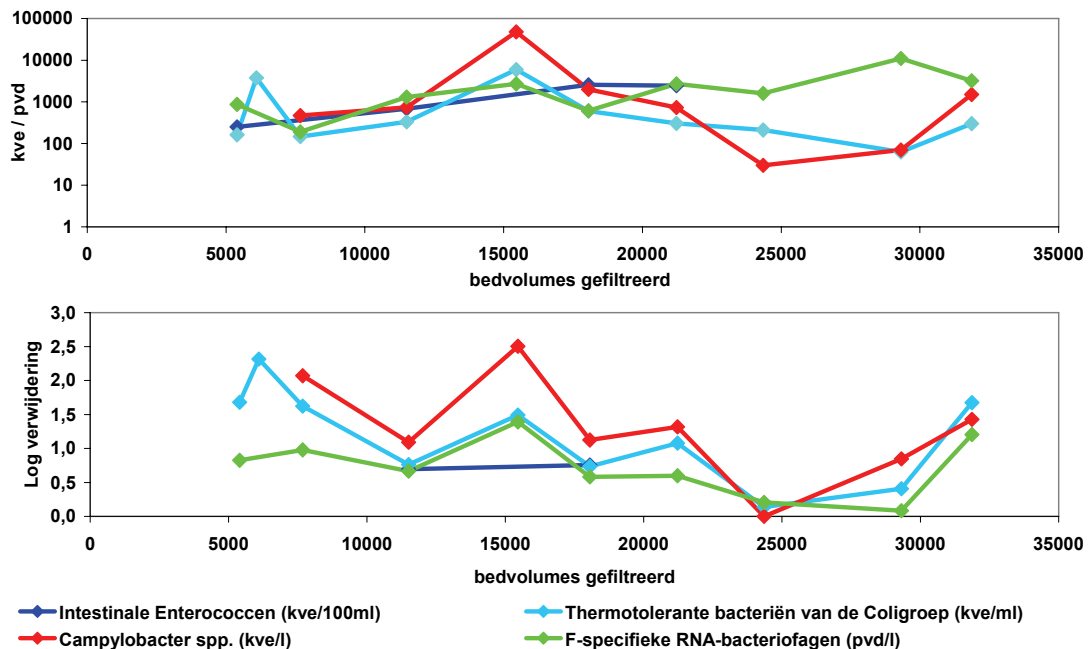 100000
10000
1000
100
10
1
kve / pvd
0 5000 10000 15000 20000 25000 30000 35000
bedvolumes gefiltreerd
3,0
2,5
2,0
1,5
1,0
0,5
0,0
Log verwijdering
0 5000 10000 15000 20000 25000 30000 35000
bedvolumes gefiltreerd
Intestinale Enterococcen (kve/100ml)
Thermotolerante bacteriën van de Coligroep (kve/ml)
Campylobacter spp. (kve/l)
F-specifieke RNA-bacteriofagen (pvd/l)